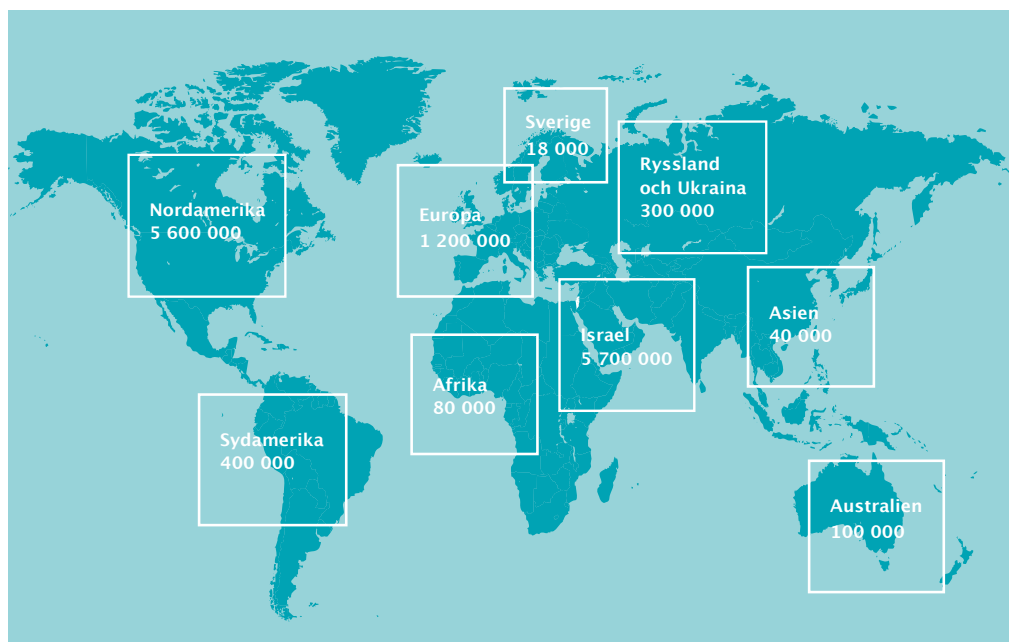 Sverige
18 000
Ryssland
och Ukraina
300 000
Nordamerika
5 600 000
Europa
1 200 000
Asien
40 000
Israel
5 700 000
Afrika
80 000
Sydamerika
400 000
Australien
100 000